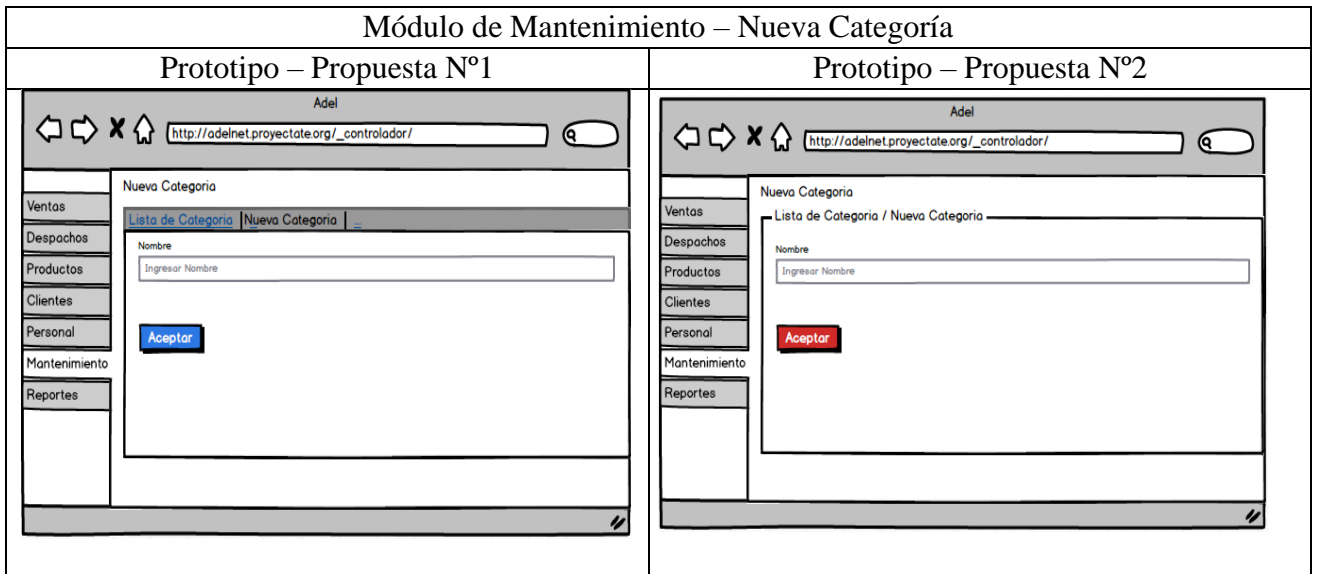 Módulo de Mantenimiento – Nueva Categoría
Prototipo – Propuesta Nº1
Prototipo – Propuesta Nº2
Adel
http://adelnet.proyectate.org/_controlador/
Nueva Categoria
Lista de Categoria | Nueva Categoria | ...
Ventas
Despachos
Productos
Clientes
Personal
Mantenimiento
Reportes
Nombre
Ingresar Nombre
Aceptar
Adel
http://adelnet.proyectate.org/_controlador/
Nueva Categoria
Lista de Categoria / Nueva Categoria
Ventas
Despachos
Productos
Clientes
Personal
Mantenimiento
Reportes
Nombre
Ingresar Nombre
Aceptar